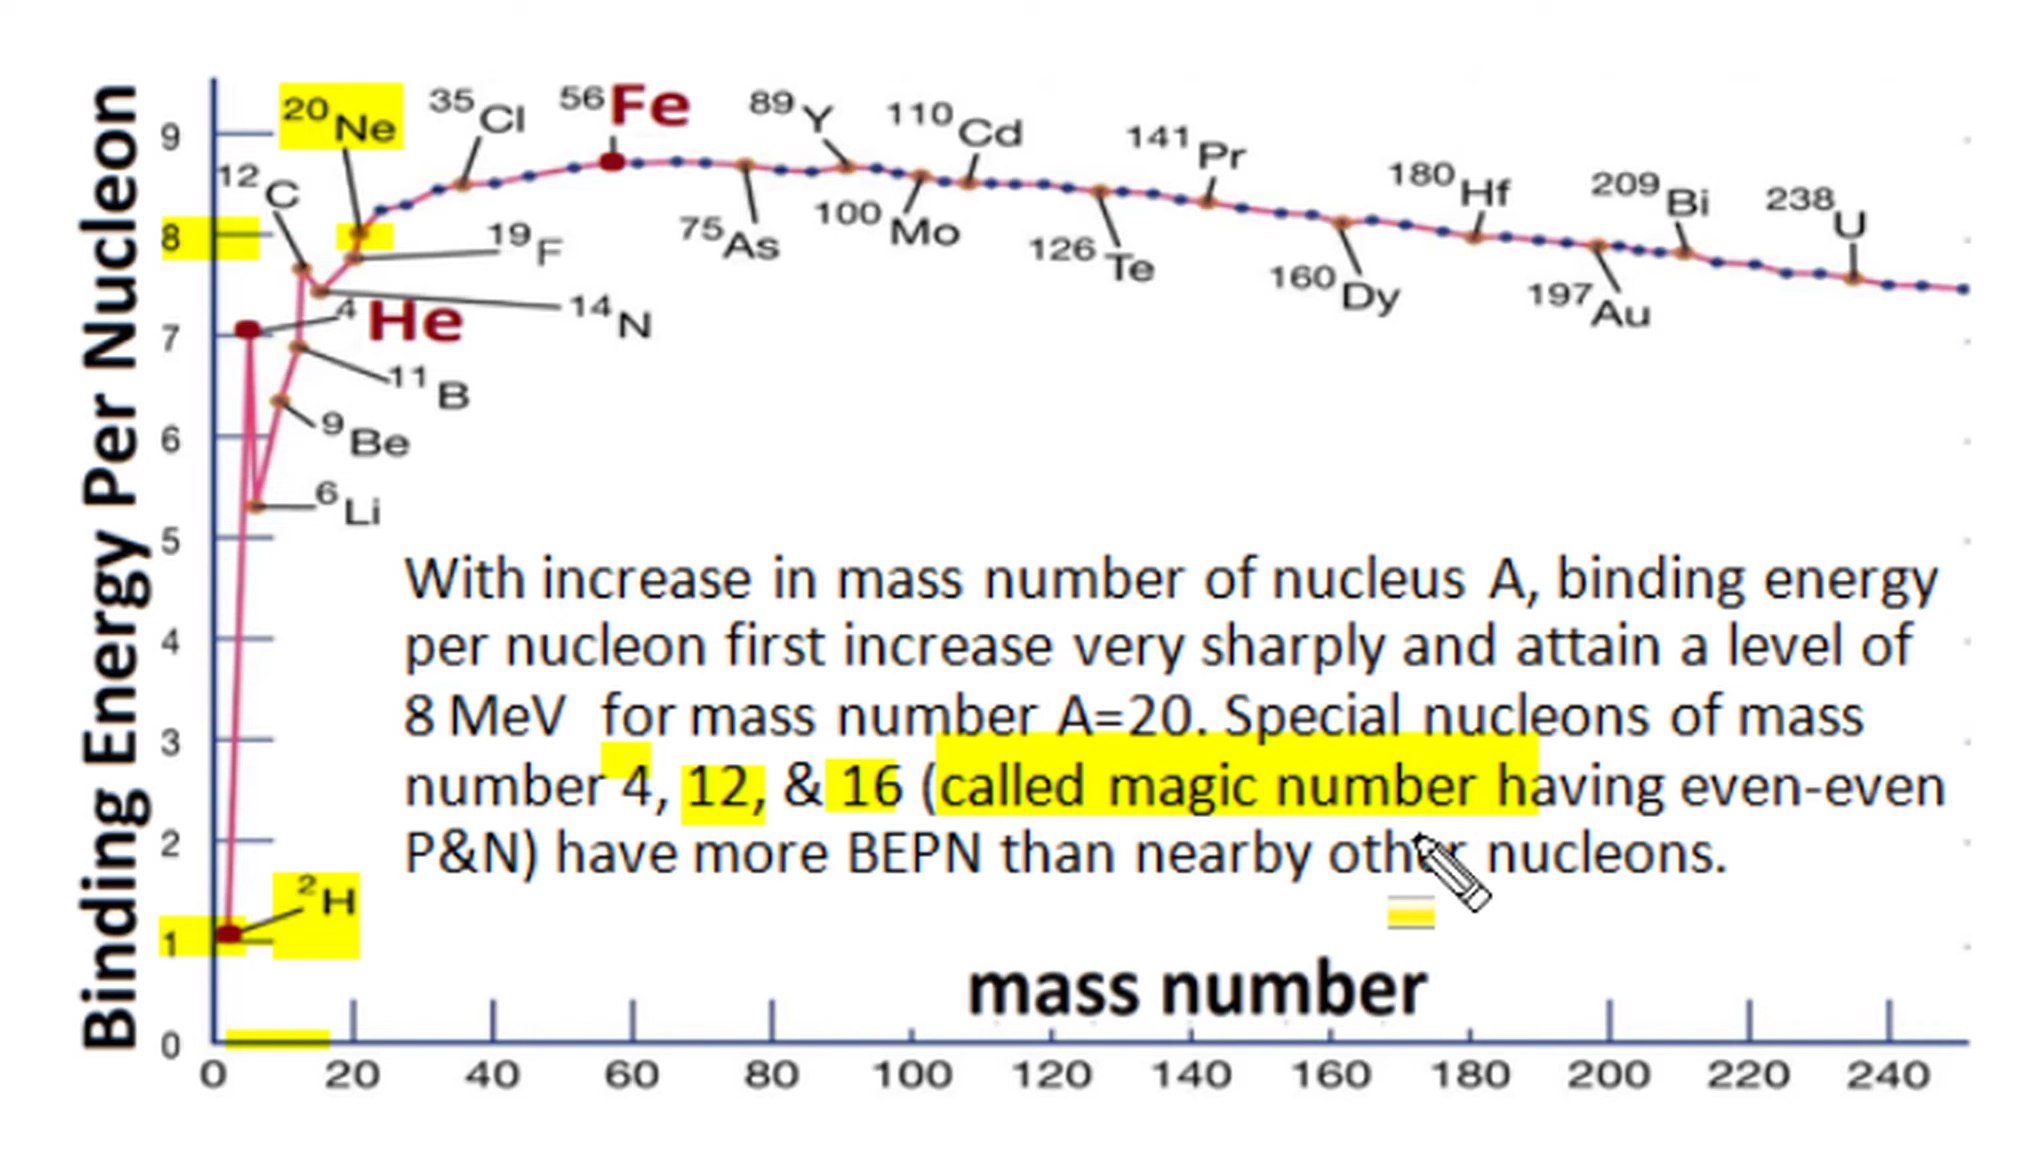 Binding Energy Per Nucleon
9
8
7
6
5
4
3
2
1
0
20Ne
35Cl
56Fe
89Y
110Cd
141Pr
180Hf
209Bi
238U
12C
19F
75As
100Mo
126Te
160Dy
197Au
4He
14N
11B
9Be
6Li
2H
With increase in mass number of nucleus A, binding energy
per nucleon first increase very sharply and attain a level of
8 MeV for mass number A=20. Special nucleons of mass
number 4, 12, & 16 (called magic number having even-even
P&N) have more BEPN than nearby other nucleons.
mass number
0 20 40 60 80 100 120 140 160 180 200 220 240